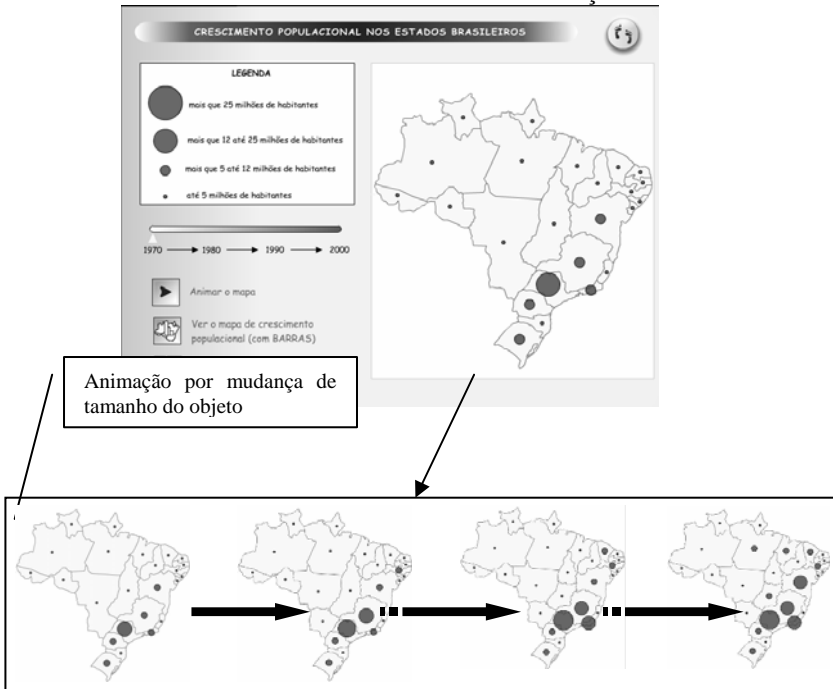 CRESCIMENTO POPULACIONAL NOS ESTADOS BRASILEIROS
LEGENDA
mais que 25 milhões de habitantes
mais que 12 até 25 milhões de habitantes
mais que 5 até 12 milhões de habitantes
até 5 milhões de habitantes
1970 1980 1990 2000
Animar o mapa
Ver o mapa de crescimento
populacional (com BARRAS)
Animação por mudança de
tamanho do objeto